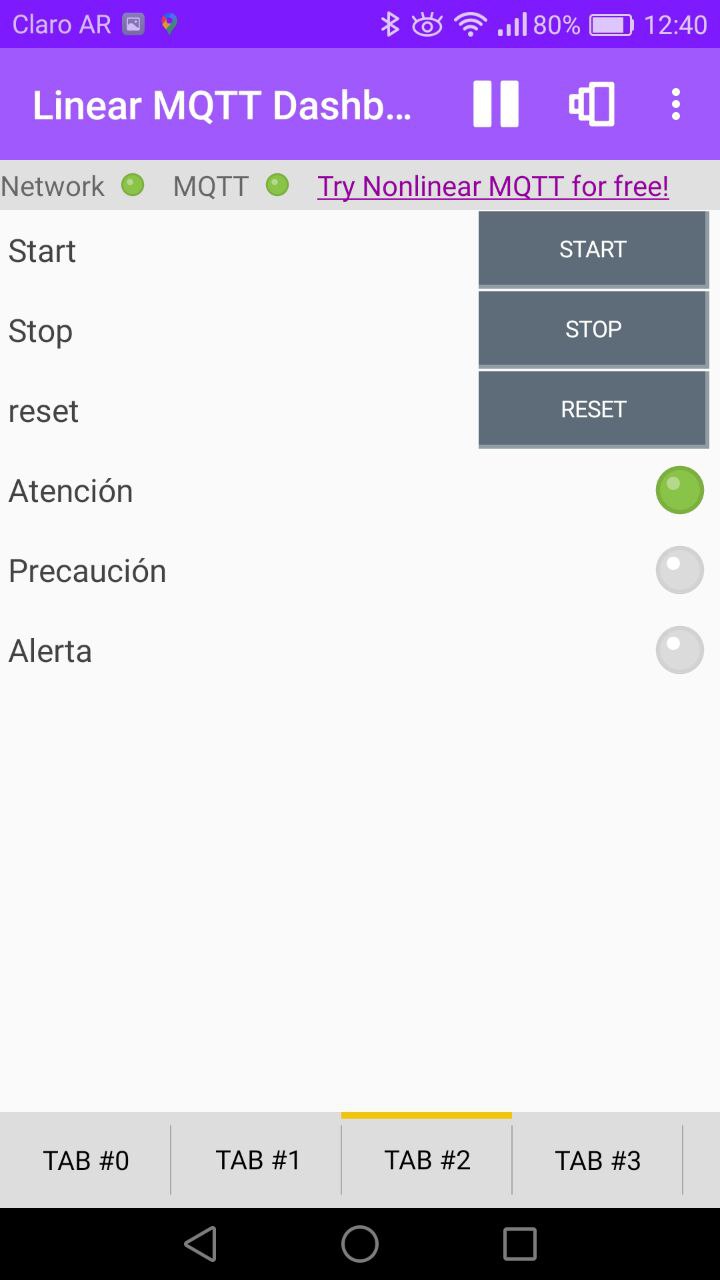 Claro AR 80% 12:40
Linear MQTT Dashb...
Network MQTT Try Nonlinear MQTT for free!
Start START
Stop STOP
reset RESET
Atención
Precaución
Alerta
TAB #0 TAB #1 TAB #2 TAB #3